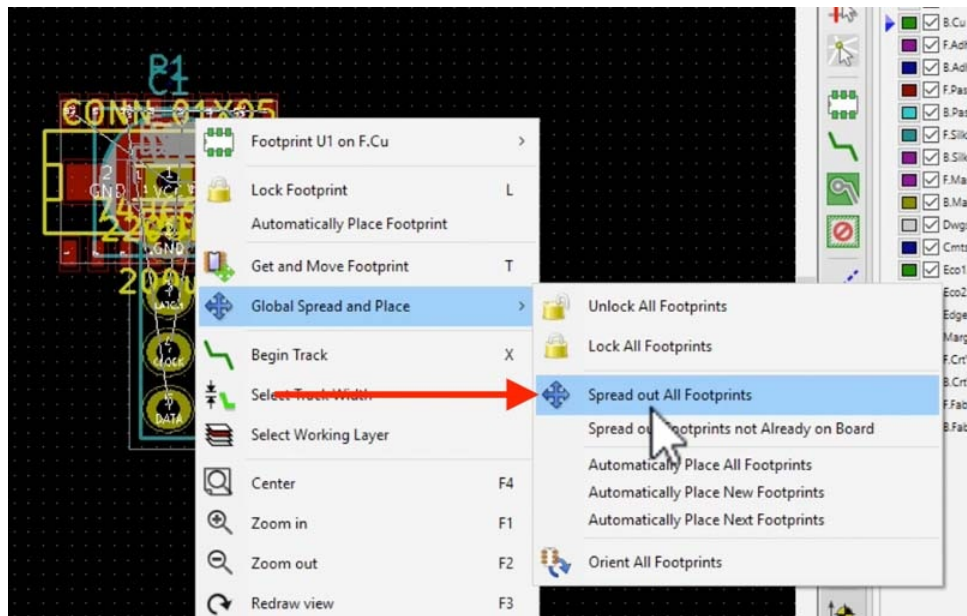 P1
C1
CONN_01X05
2
GND
1
VCC
GND
LATCH
CLOCK
DATA
Footprint U1 on F.Cu
Lock Footprint L
Automatically Place Footprint
Get and Move Footprint T
Global Spread and Place
Begin Track X
Select Track Width
Select Working Layer
Center F4
Zoom in F1
Zoom out F2
Redraw view F3
Unlock All Footprints
Lock All Footprints
Spread out All Footprints
Spread out Footprints not Already on Board
Automatically Place All Footprints
Automatically Place New Footprints
Automatically Place Next Footprints
Orient All Footprints
B.Cu
F.Adh
B.Adh
F.Pas
B.Pas
F.Silk
B.Silk
F.Ma
B.Ma
Dwgs
Cmts
Eco1
Eco2
Edge
Marg
F.Crt
B.Crt
F.Fab
B.Fab